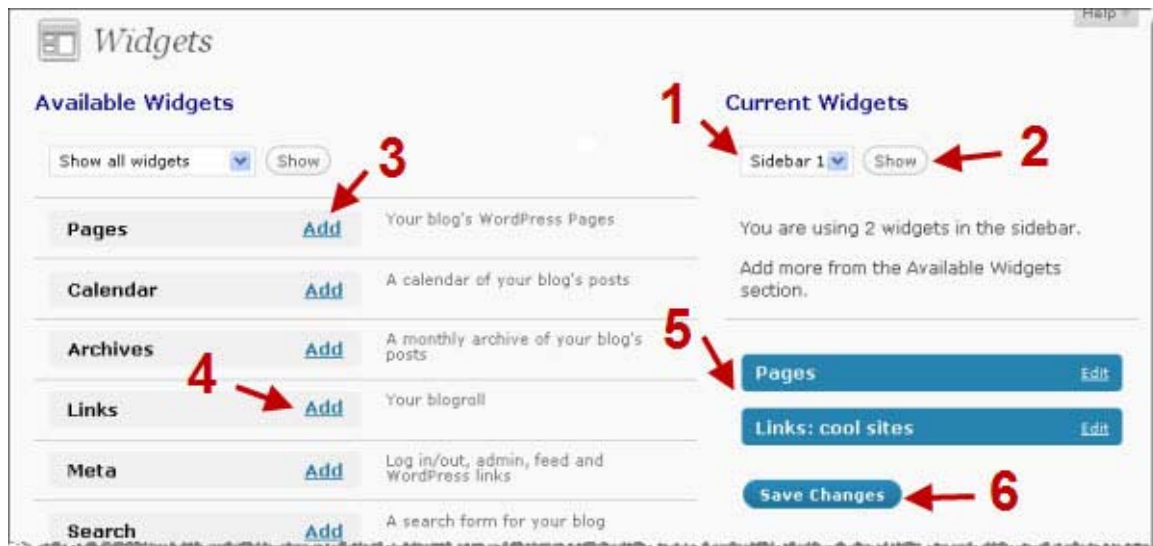 Help
Widgets
Available Widgets
Current Widgets
1
Show all widgets
Show
3
Sidebar 1
Show
2
Pages
Add
Your blog's WordPress Pages
You are using 2 widgets in the sidebar.
Calendar
Add
A calendar of your blog's posts
Add more from the Available Widgets
section.
Archives
Add
A monthly archive of your blog's
posts
5
Pages
Edit
4
Links
Add
Your blogroll
Links: cool sites
Edit
Meta
Add
Log in/out, admin, feed and
WordPress links
Save Changes
6
Search
Add
A search form for your blog